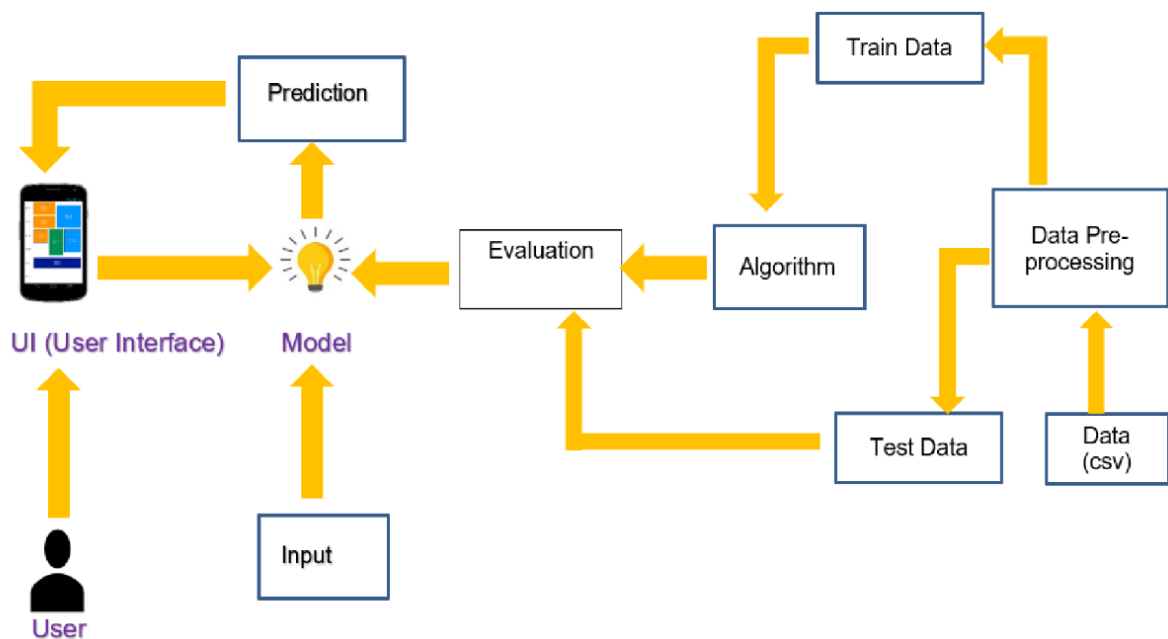 Train Data
Prediction
Evaluation
Algorithm
Data Pre-
processing
UI (User Interface)
Model
Test Data
Data
(csv)
Input
User